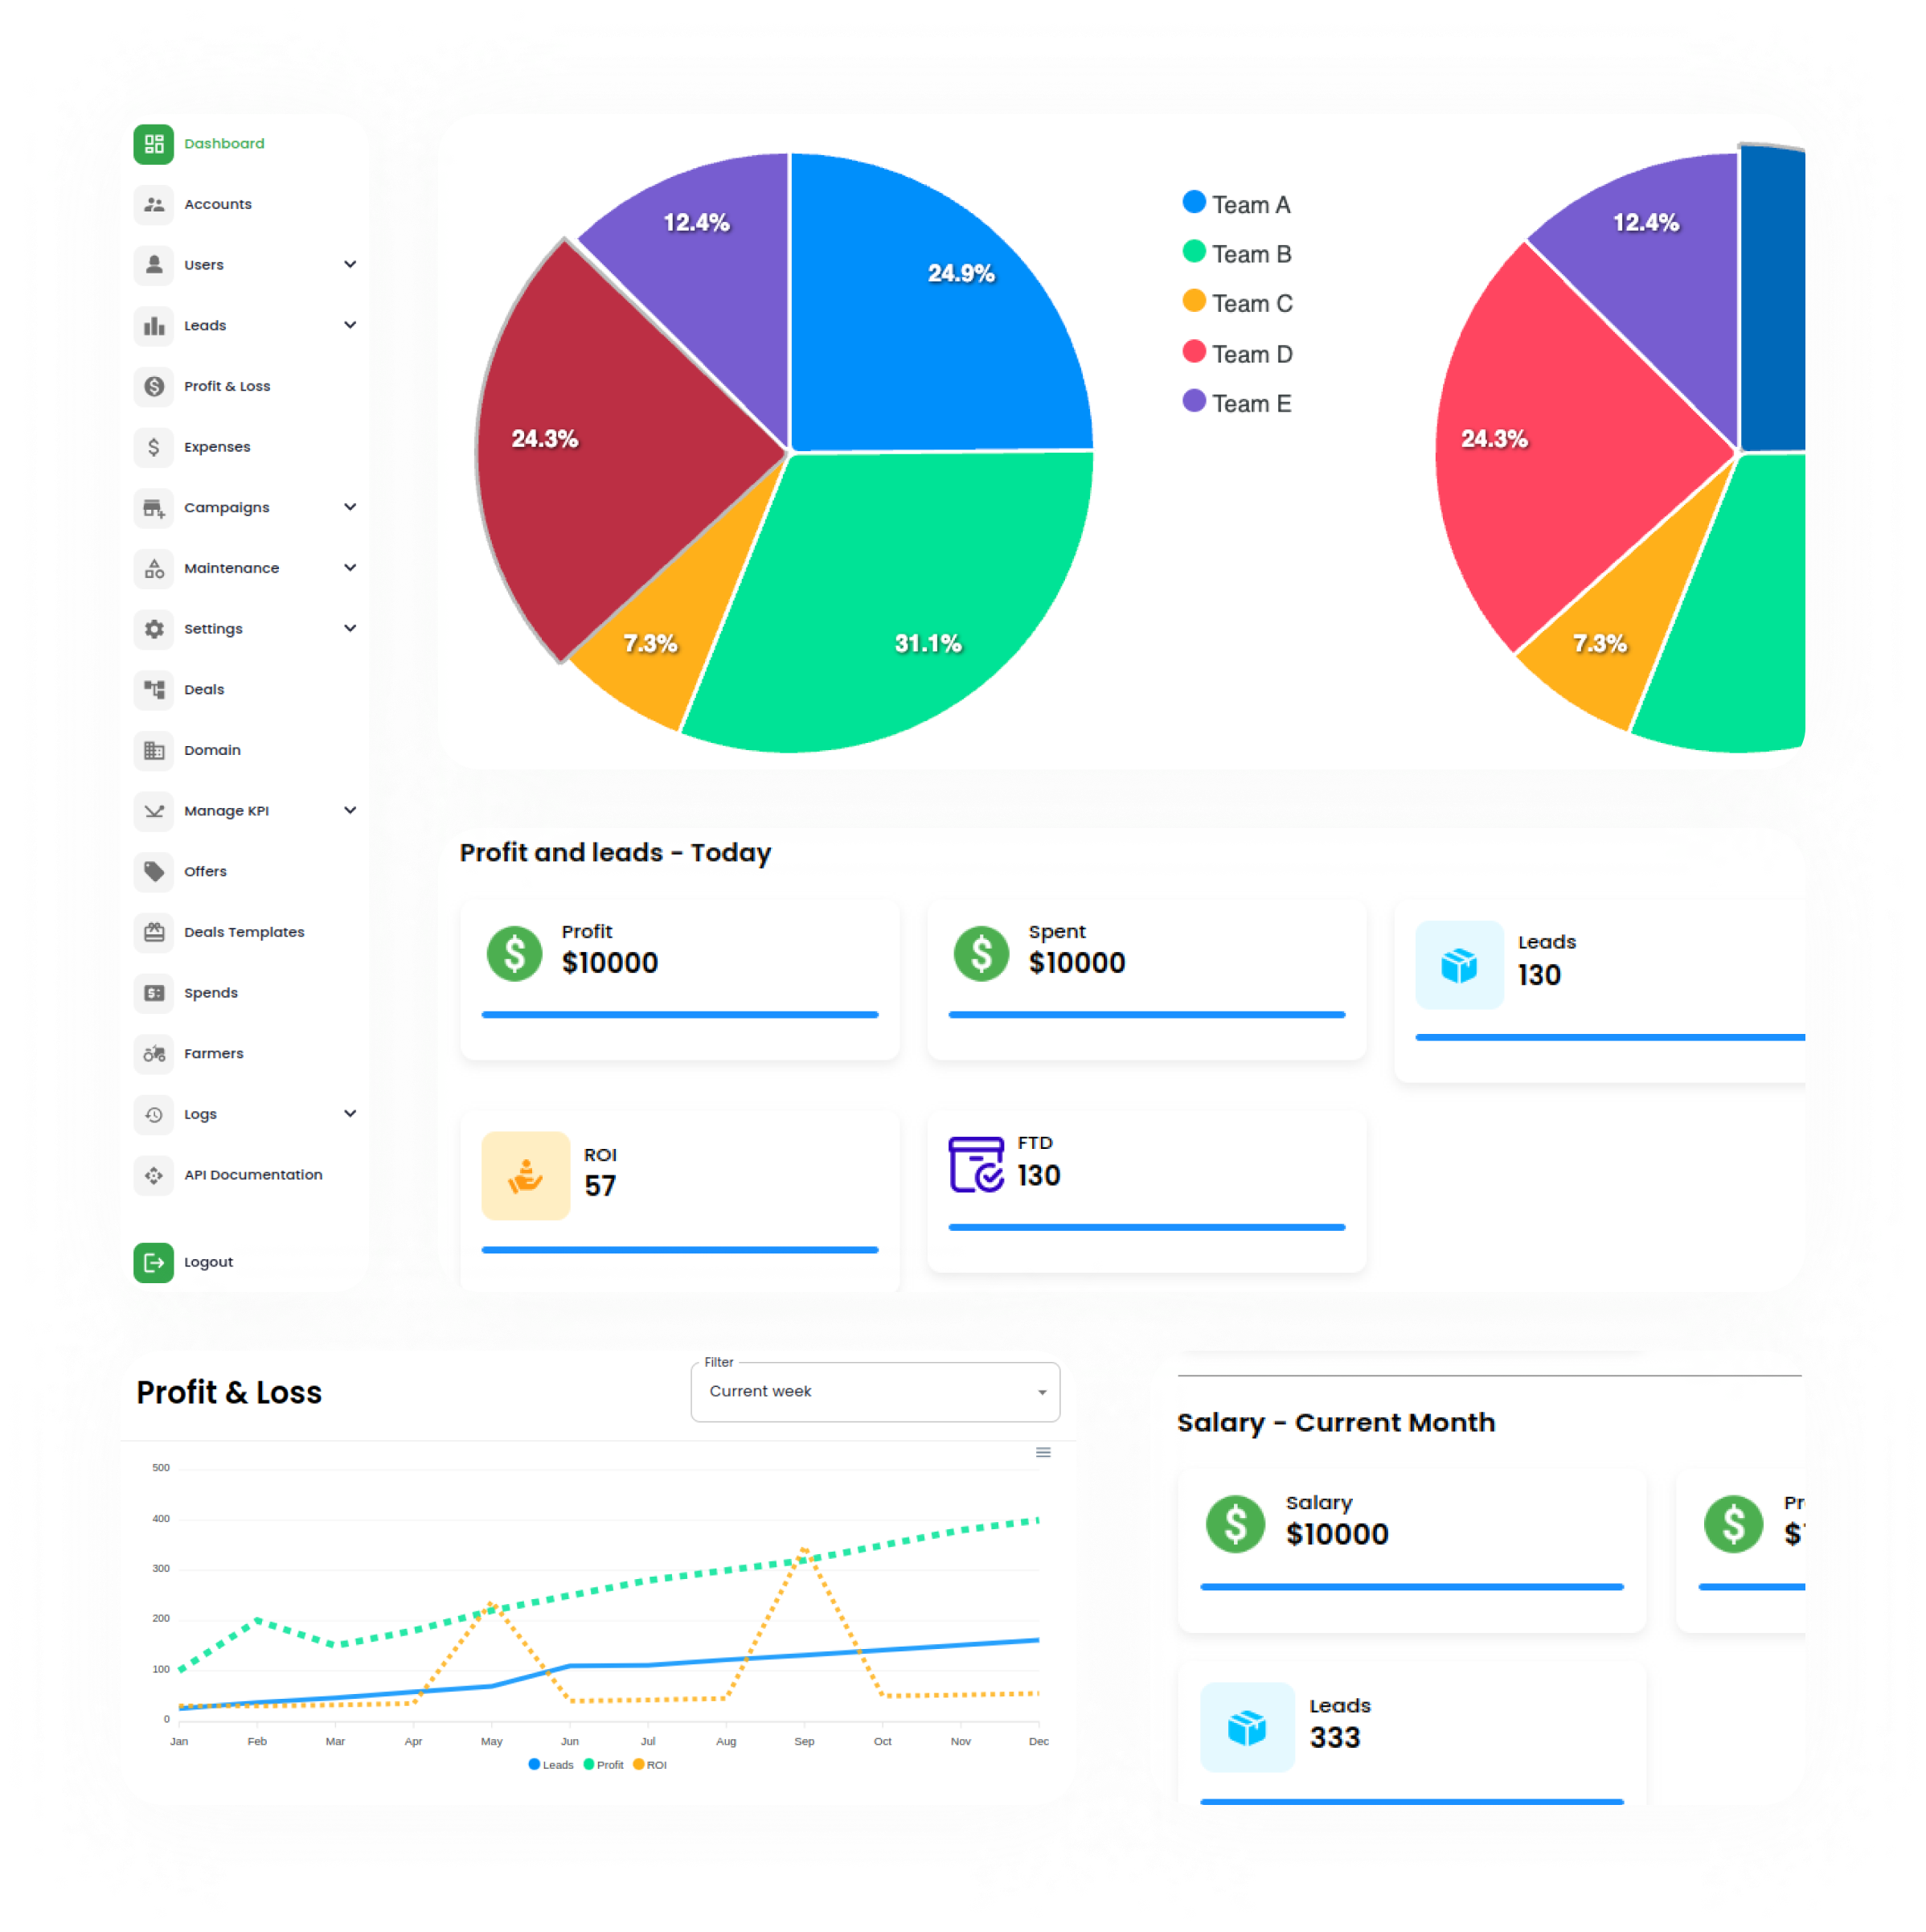 Dashboard
Accounts
Users
Leads
Profit & Loss
Expenses
Campaigns
Maintenance
Settings
Deals
Domain
Manage KPI
Offers
Deals Templates
Spends
Farmers
Logs
API Documentation
Logout
12.4%
24.9%
24.3%
7.3%
31.1%
Team A
Team B
Team C
Team D
Team E
12.4%
24.3%
7.3%
Profit and leads - Today
Profit
$10000
Spent
$10000
Leads
130
ROI
57
FTD
130
Profit & Loss
Filter
Current week
500
400
300
200
100
0
Jan Feb Mar Apr May Jun Jul Aug Sep Oct Nov Dec
Leads Profit ROI
Salary - Current Month
Salary
$10000
Leads
333